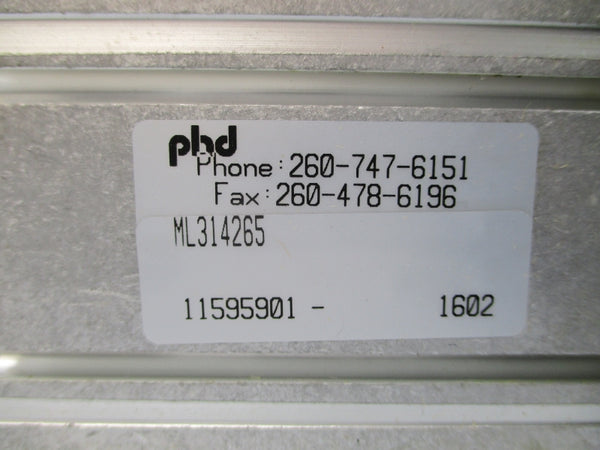 phd
Phone: 260-747-6151
Fax: 260-478-6196
ML314265
11595901 - 1602